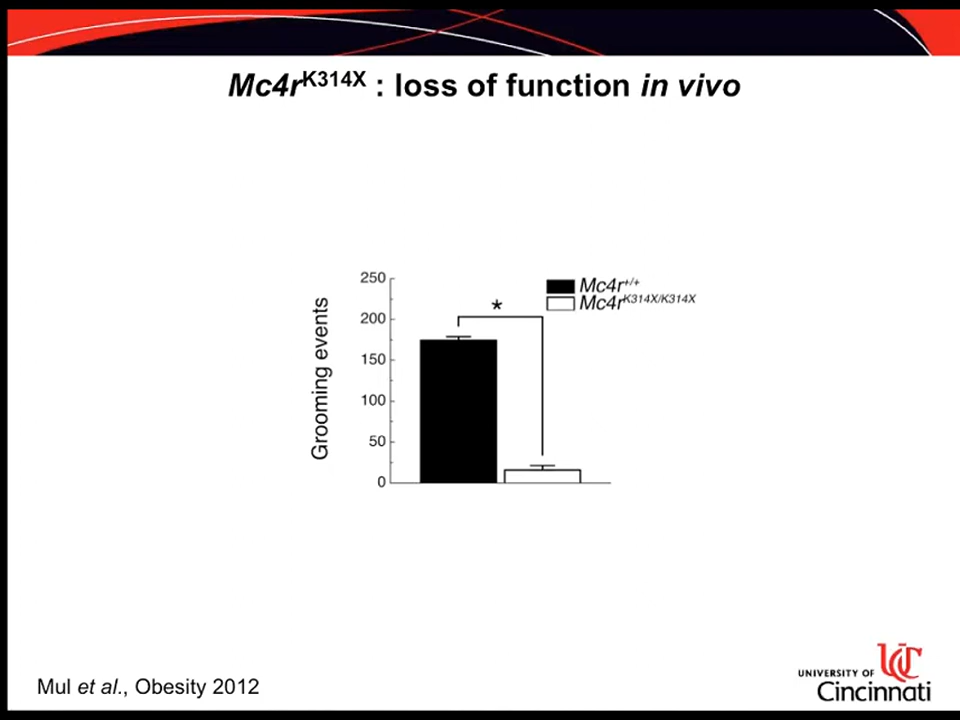 Mc4rK314X : loss of function in vivo
250
200
150
100
50
0
Grooming events
*
Mc4r+/+
Mc4rK314X/K314X
Mul et al., Obesity 2012
UC
UNIVERSITY OF
Cincinnati